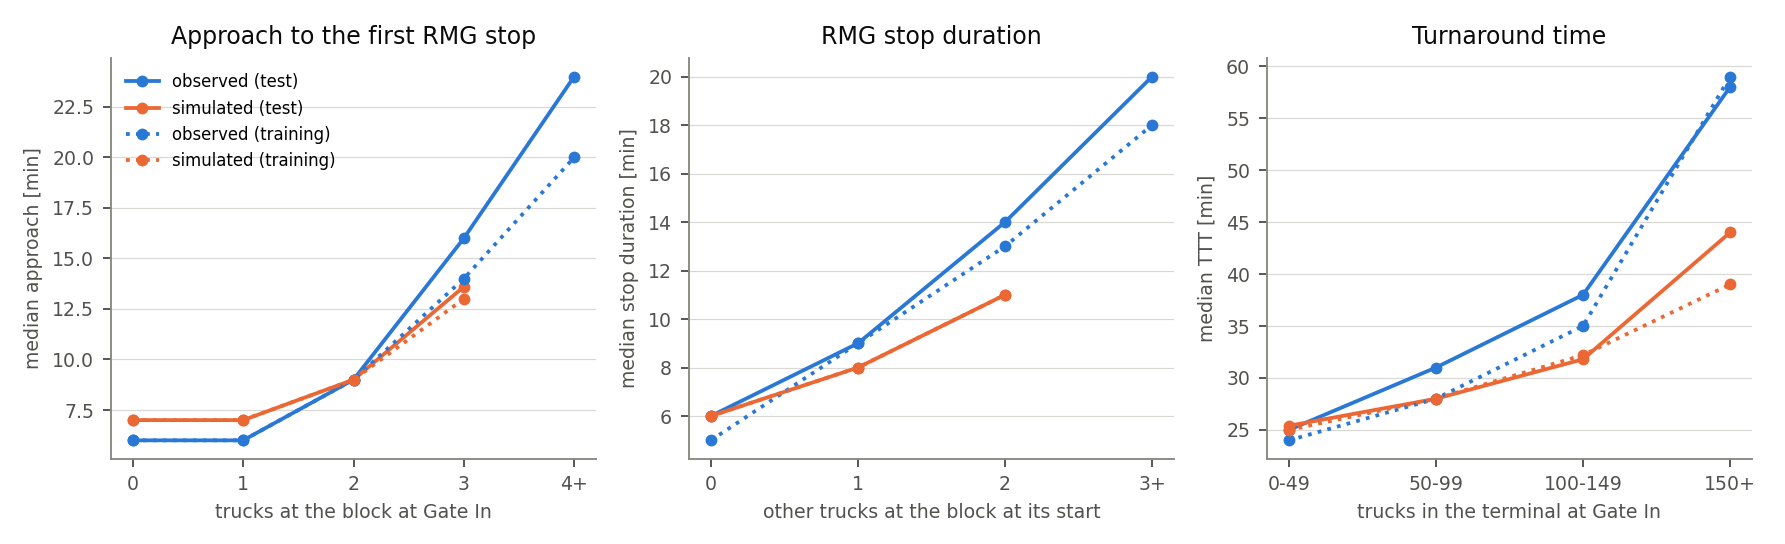 Approach to the first RMG stop
observed (test)
simulated (test)
observed (training)
simulated (training)
median approach [min]
22.5
20.0
17.5
15.0
12.5
10.0
7.5
0 1 2 3 4+
trucks at the block at Gate In
RMG stop duration
median stop duration [min]
20
18
16
14
12
10
8
6
0 1 2 3+
other trucks at the block at its start
Turnaround time
median TTT [min]
60
55
50
45
40
35
30
25
0-49 50-99 100-149 150+
trucks in the terminal at Gate In